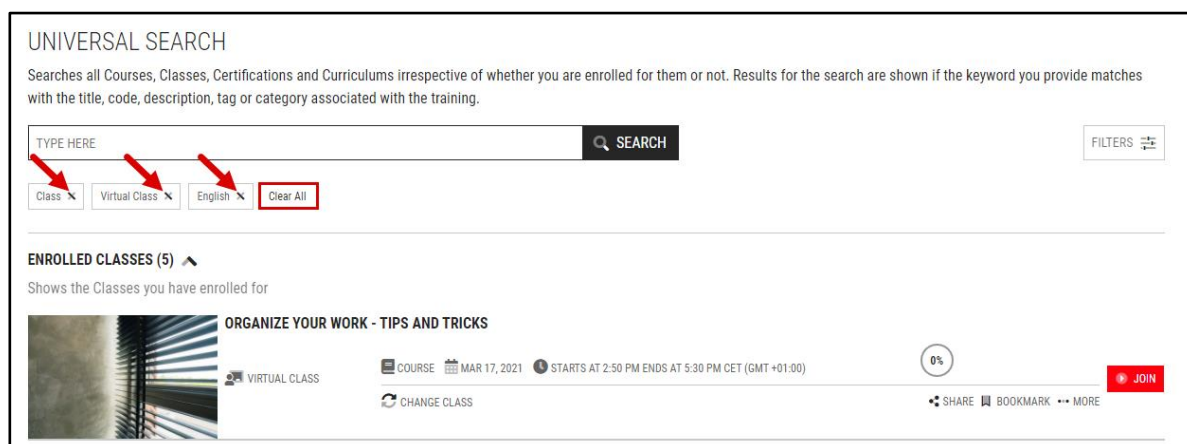 UNIVERSAL SEARCH
Searches all Courses, Classes, Certifications and Curriculums irrespective of whether you are enrolled for them or not. Results for the search are shown if the keyword you provide matches
with the title, code, description, tag or category associated with the training.
TYPE HERE SEARCH FILTERS
Class Virtual Class English Clear All
ENROLLED CLASSES (5)
Shows the Classes you have enrolled for
ORGANIZE YOUR WORK - TIPS AND TRICKS
VIRTUAL CLASS COURSE MAR 17, 2021 STARTS AT 2:50 PM ENDS AT 5:30 PM CET (GMT +01:00) 0% JOIN
CHANGE CLASS SHARE BOOKMARK MORE